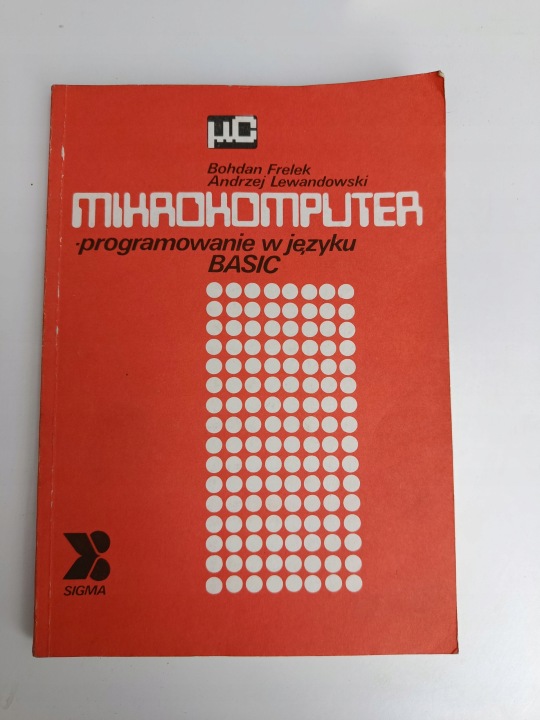 µC
Bohdan Frelek
Andrzej Lewandowski
MIKROKOMPUTER
-programowanie w języku
BASIC
SIGMA